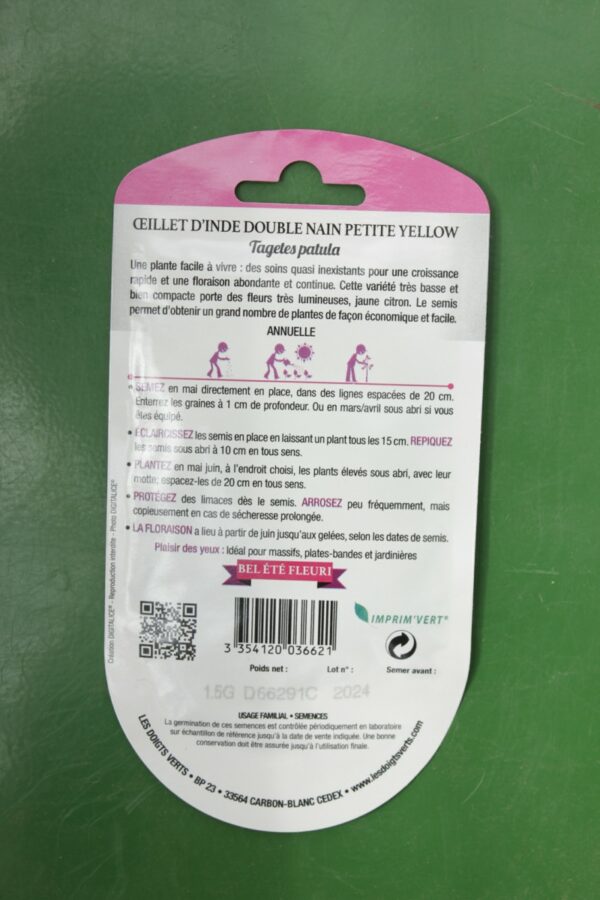 ŒILLET D'INDE DOUBLE NAIN PETITE YELLOW
Tagetes patula
Une plante facile à vivre : des soins quasi inexistants pour une croissance
rapide et une floraison abondante et continue. Cette variété très basse et
bien compacte porte des fleurs très lumineuses, jaune citron. Le semis
permet d'obtenir un grand nombre de plantes de façon économique et facile.
ANNUELLE
• SEMEZ en mai directement en place, dans des lignes espacées de 20 cm.
Enterrez les graines à 1 cm de profondeur. Ou en mars/avril sous abri si vous
êtes équipé.
• ÉCLAIRCISSEZ les semis en place en laissant un plant tous les 15 cm. REPIQUEZ
les semis sous abri à 10 cm en tous sens.
• PLANTEZ en mai juin, à l'endroit choisi, les plants élevés sous abri, avec leur
motte; espacez-les de 20 cm en tous sens.
• PROTÉGEZ des limaces dès le semis. ARROSEZ peu fréquemment, mais
copieusement en cas de sécheresse prolongée.
• LA FLORAISON a lieu à partir de juin jusqu'aux gelées, selon les dates de semis.
Plaisir des yeux : Idéal pour massifs, plates-bandes et jardinières
BEL ÉTÉ FLEURI
Création DIGITALICE® - Reproduction interdite - Photo DIGITALICE®
IMPRIM'VERT®
3 354120 036621
Poids net : Lot n° : Semer avant :
1.5G D66291C 2024
USAGE FAMILIAL • SEMENCES
La germination de ces semences est contrôlée périodiquement en laboratoire
sur échantillon de référence jusqu'à la date de vente indiquée. Une bonne
conservation doit être assurée jusqu'à l'utilisation finale.
LES DOIGTS VERTS • BP 23 • 33564 CARBON-BLANC CEDEX • www.lesdoigtsverts.com